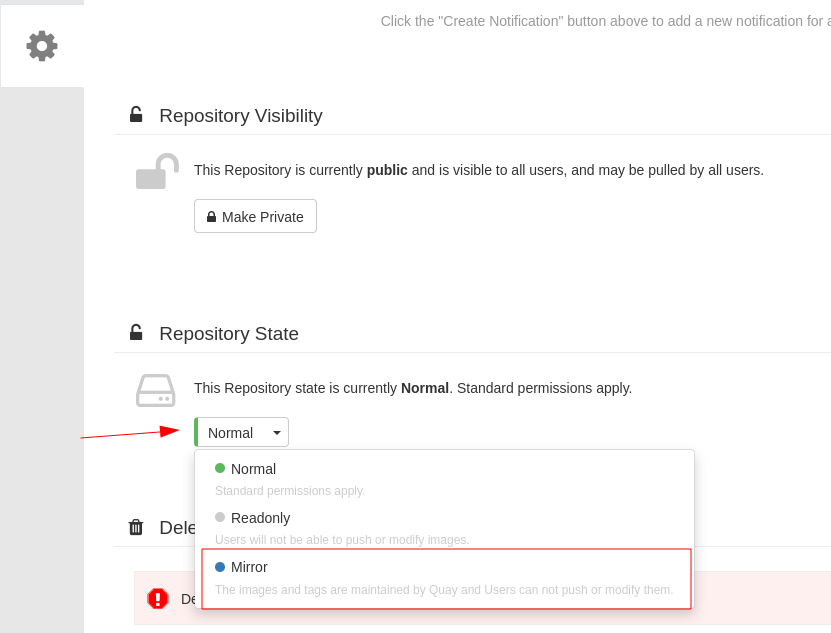 Click the "Create Notification" button above to add a new notification for a
Repository Visibility
This Repository is currently public and is visible to all users, and may be pulled by all users.
Make Private
Repository State
This Repository state is currently Normal. Standard permissions apply.
Normal
Normal
Standard permissions apply.
Readonly
Users will not be able to push or modify images.
Dele
Mirror
The images and tags are maintained by Quay and Users can not push or modify them.
De